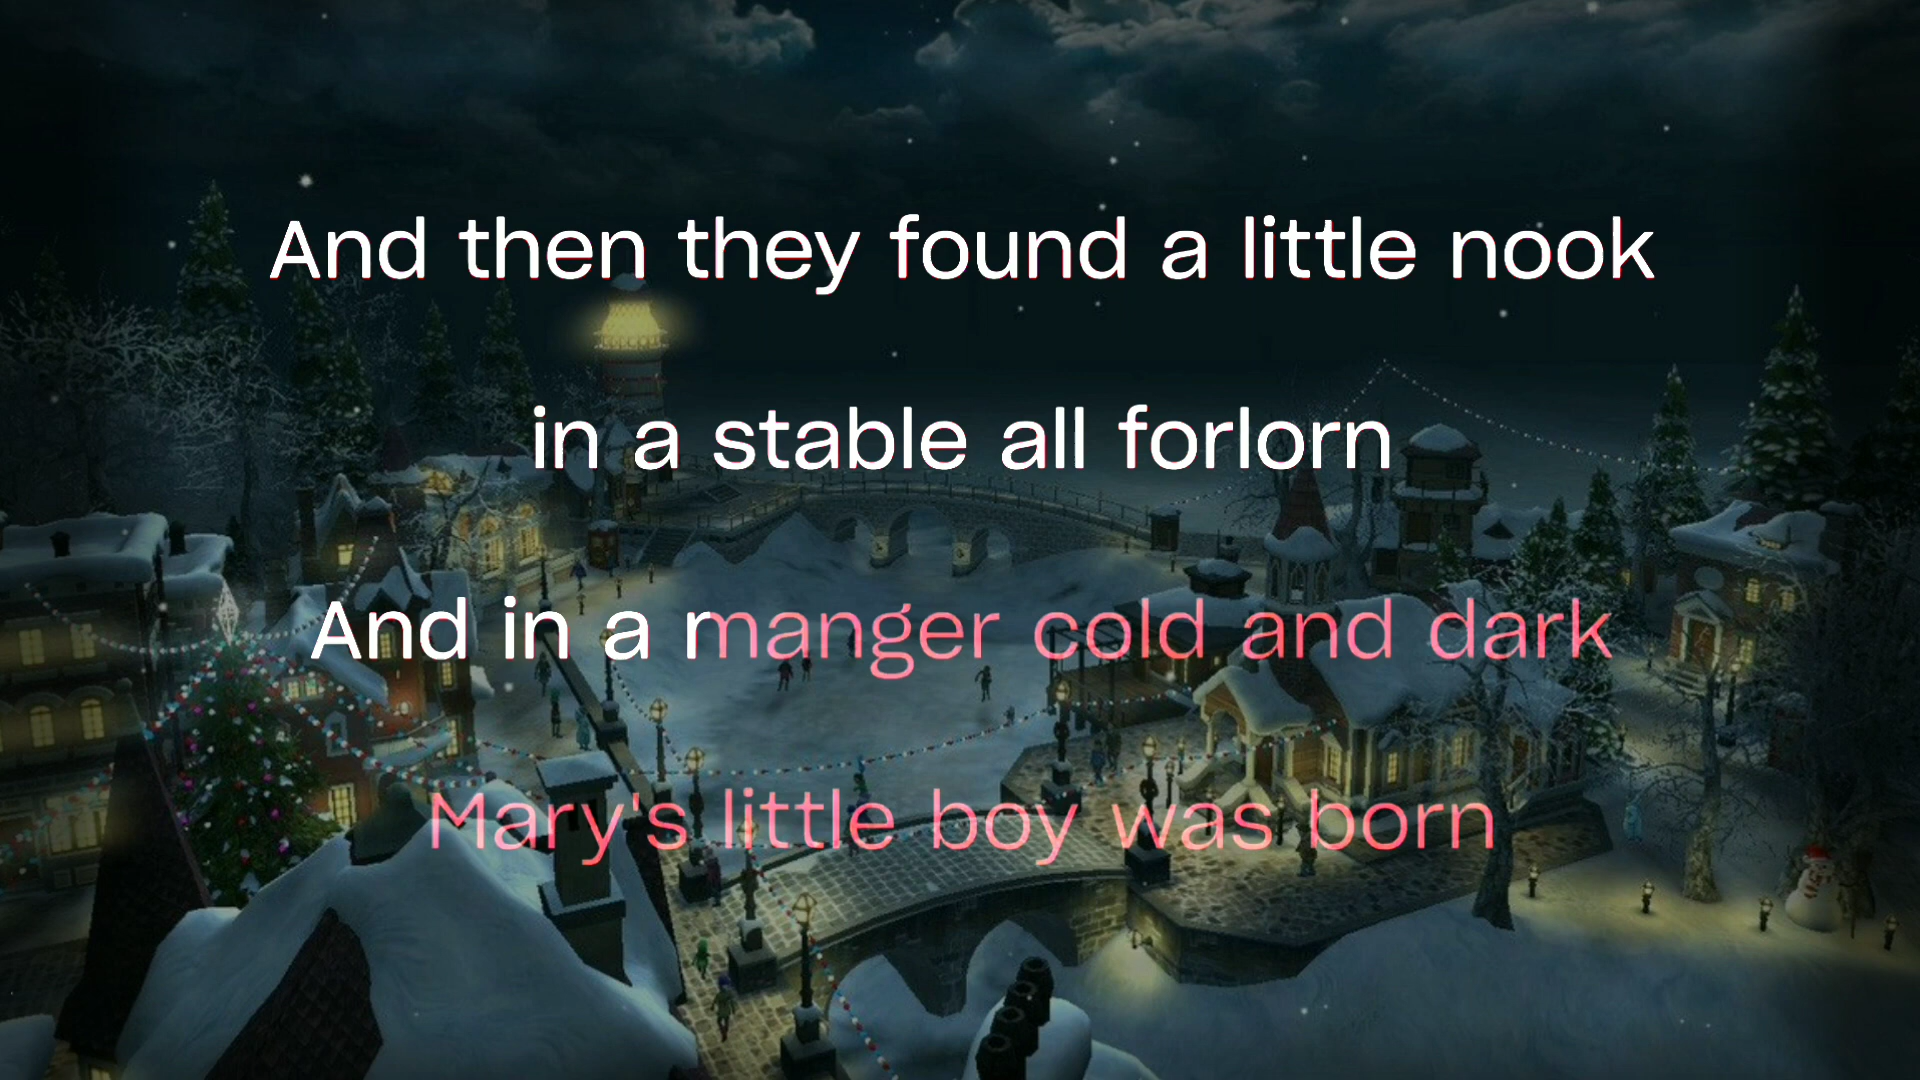 And then they found a little nook
in a stable all forlorn
And in a manger cold and dark
Mary's little boy was born